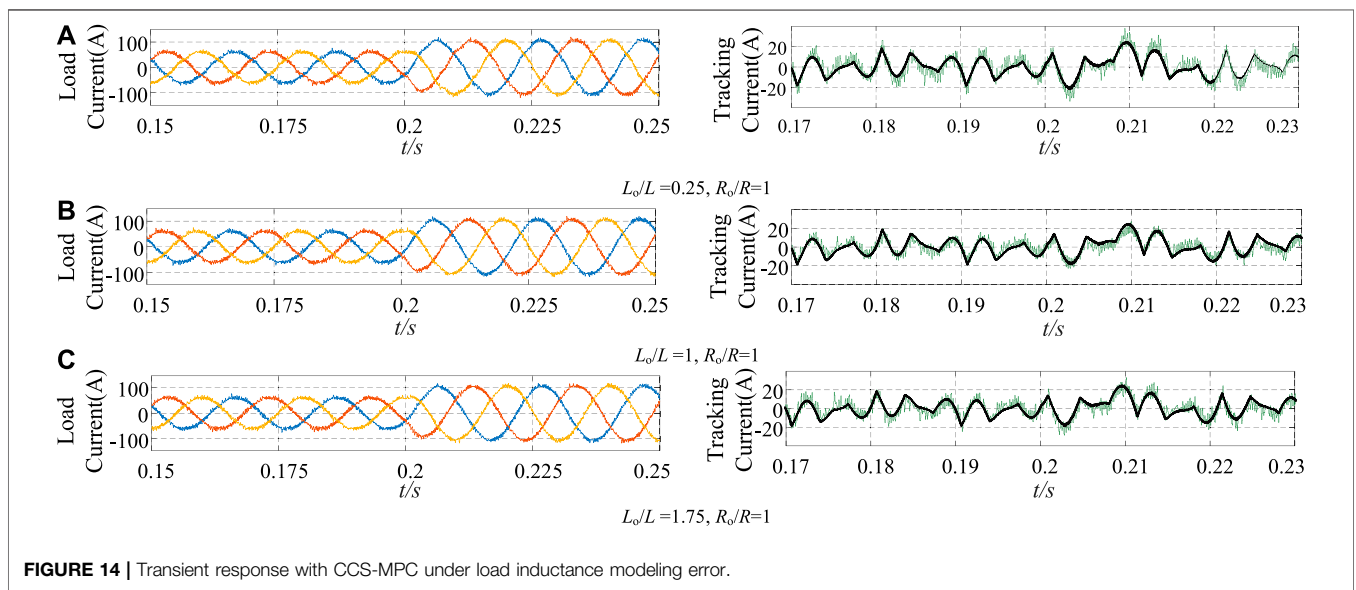 A
Load
Current(A)
100
0
-100
0.15
0.175
0.2
0.225
0.25
t/s
Tracking
Current(A)
20
0
-20
0.17
0.18
0.19
0.2
0.21
0.22
0.23
t/s
Lo/L =0.25, Ro/R=1
B
Load
Current(A)
100
0
-100
0.15
0.175
0.2
0.225
0.25
t/s
Tracking
Current(A)
20
0
-20
0.17
0.18
0.19
0.2
0.21
0.22
0.23
t/s
Lo/L =1, Ro/R=1
C
Load
Current(A)
100
0
-100
0.15
0.175
0.2
0.225
0.25
t/s
Tracking
Current(A)
20
0
-20
0.17
0.18
0.19
0.2
0.21
0.22
0.23
t/s
Lo/L =1.75, Ro/R=1
FIGURE 14 | Transient response with CCS-MPC under load inductance modeling error.